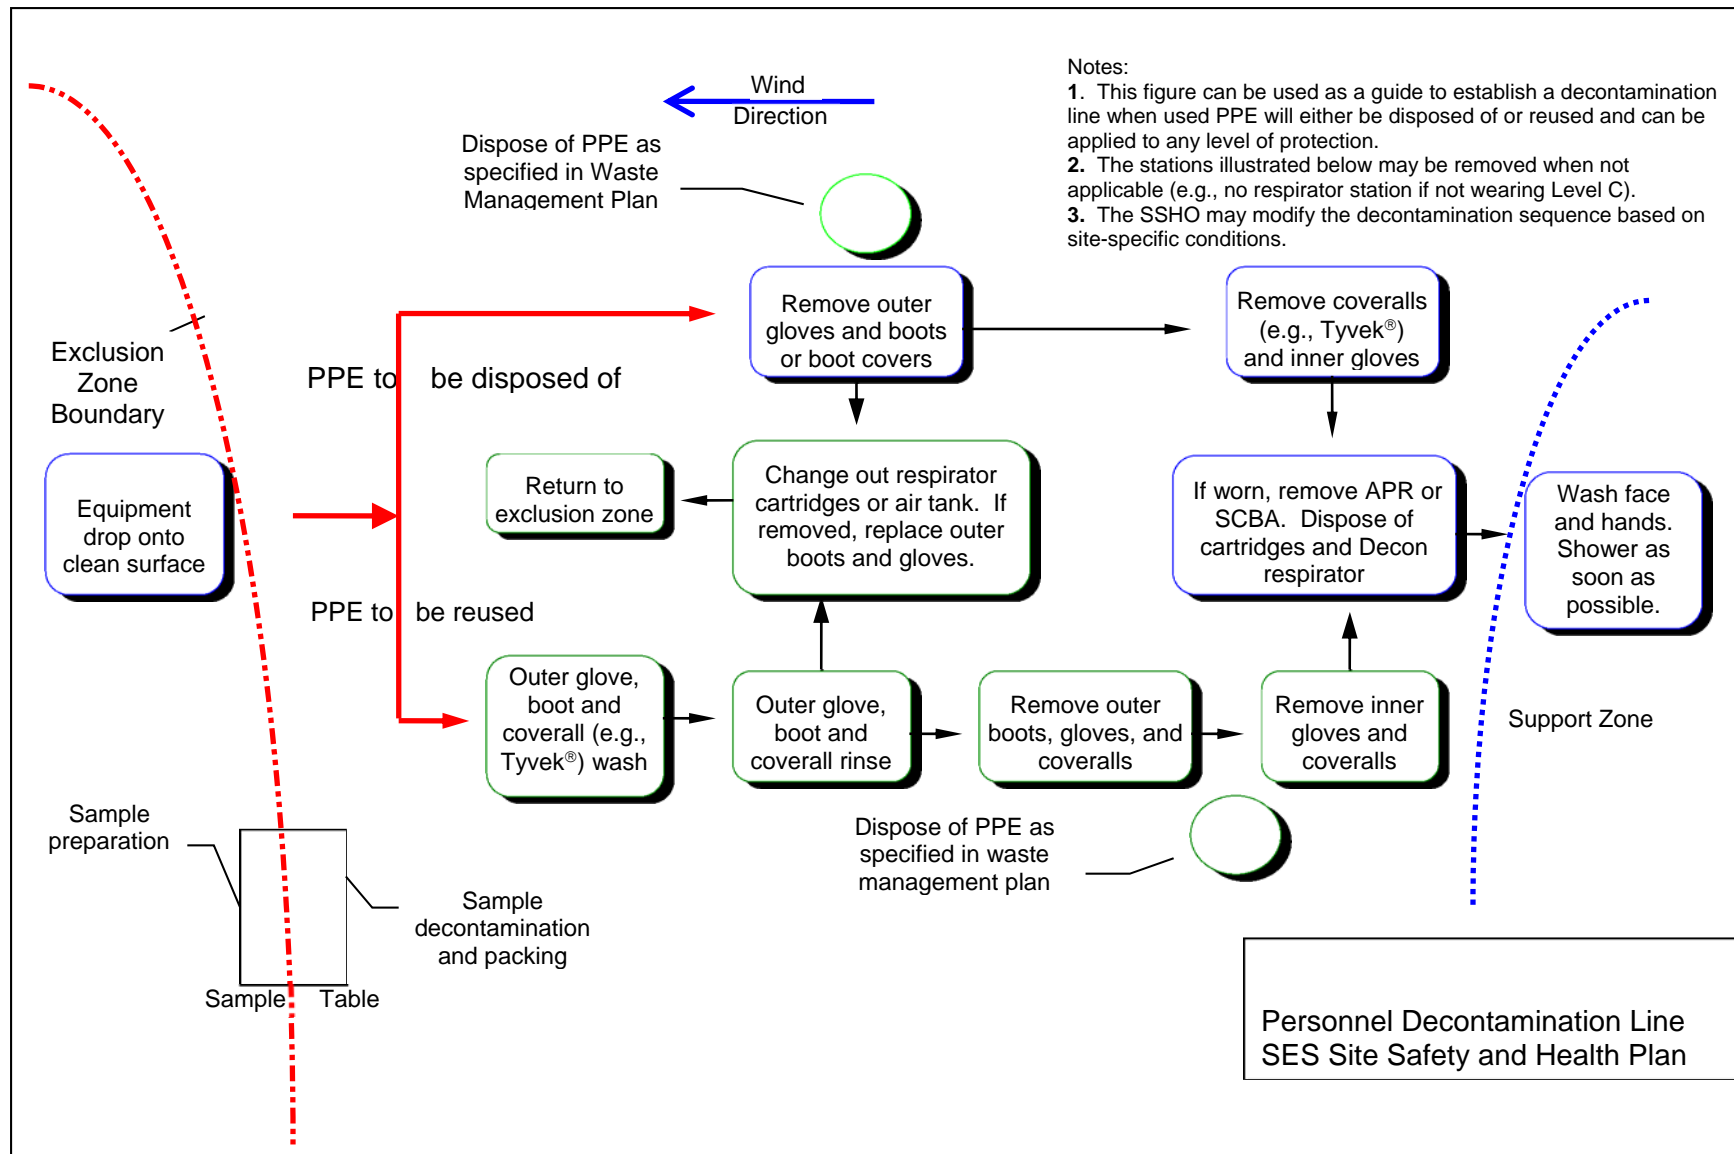 Wind
Direction
Notes:
1.  This figure can be used as a guide to establish a decontamination
line when used PPE will either be disposed of or reused and can be
applied to any level of protection.
2.  The stations illustrated below may be removed when not
applicable (e.g., no respirator station if not wearing Level C).
3.  The SSHO may modify the decontamination sequence based on
site-specific conditions.
Dispose of PPE as
specified in Waste
Management Plan
Exclusion
Zone
Boundary
PPE to be disposed of
Remove outer
gloves and boots
or boot covers
Remove coveralls
(e.g., Tyvek®)
and inner gloves
Equipment
drop onto
clean surface
Return to
exclusion zone
Change out respirator
cartridges or air tank.  If
removed, replace outer
boots and gloves.
If worn, remove APR or
SCBA.  Dispose of
cartridges and Decon
respirator
Wash face
and hands.
Shower as
soon as
possible.
PPE to be reused
Outer glove,
boot and
coverall (e.g.,
Tyvek®) wash
Outer glove,
boot and
coverall rinse
Remove outer
boots, gloves, and
coveralls
Remove inner
gloves and
coveralls
Support Zone
Dispose of PPE as
specified in waste
management plan
Sample
preparation
Sample
decontamination
and packing
Sample Table
Personnel Decontamination Line
SES Site Safety and Health Plan